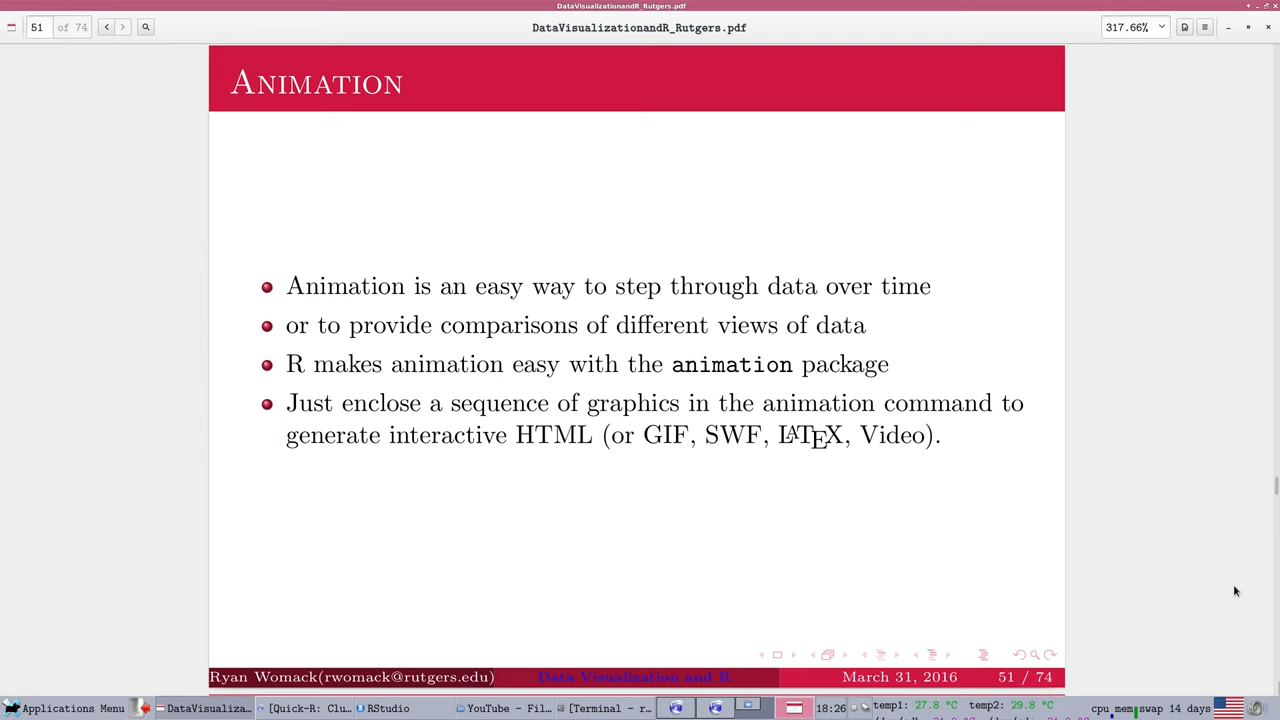 DataVisualizationandR_Rutgers.pdf
51 of 74
DataVisualizationandR_Rutgers.pdf
317.66%
Animation
Animation is an easy way to step through data over time
or to provide comparisons of different views of data
R makes animation easy with the animation package
Just enclose a sequence of graphics in the animation command to
generate interactive HTML (or GIF, SWF, LATEX, Video).
Ryan Womack(rwomack@rutgers.edu) Data Visualization and R March 31, 2016 51 / 74
Applications Menu DataVisualiza... [Quick-R: Clu... RStudio YouTube - Fil... [Terminal - r... 18:26 temp1: 27.8 °C temp2: 29.8 °C cpu mem swap 14 days